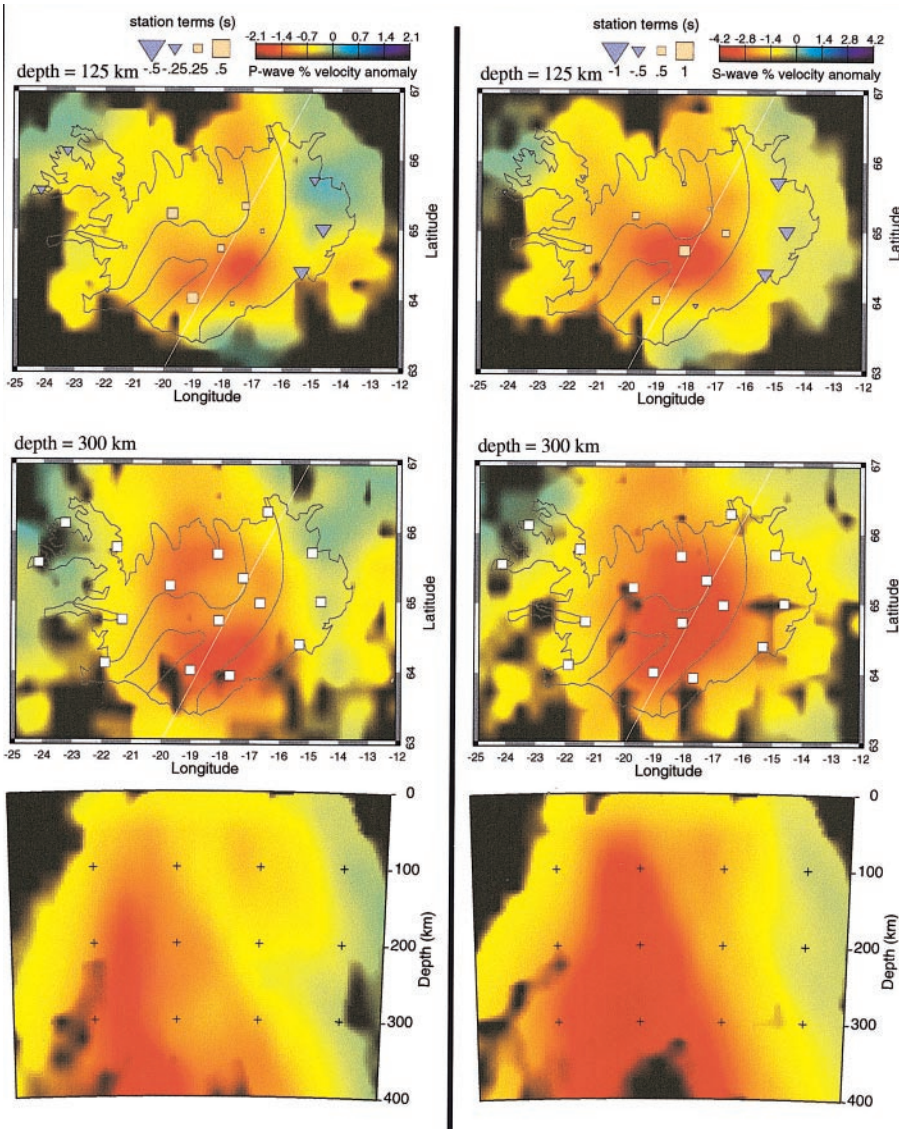 station terms (s)
-.5 -.25 .25 .5
-2.1 -1.4 -0.7 0 0.7 1.4 2.1
P-wave % velocity anomaly
depth = 125 km
67
66
65
64
63
Latitude
-25 -24 -23 -22 -21 -20 -19 -18 -17 -16 -15 -14 -13 -12
Longitude
depth = 300 km
67
66
65
64
63
Latitude
-25 -24 -23 -22 -21 -20 -19 -18 -17 -16 -15 -14 -13 -12
Longitude
0
100
200
300
400
Depth (km)
station terms (s)
-1 -.5 .5 1
-4.2 -2.8 -1.4 0 1.4 2.8 4.2
S-wave % velocity anomaly
depth = 125 km
67
66
65
64
63
Latitude
-25 -24 -23 -22 -21 -20 -19 -18 -17 -16 -15 -14 -13 -12
Longitude
depth = 300 km
67
66
65
64
63
Latitude
-25 -24 -23 -22 -21 -20 -19 -18 -17 -16 -15 -14 -13 -12
Longitude
0
100
200
300
400
Depth (km)